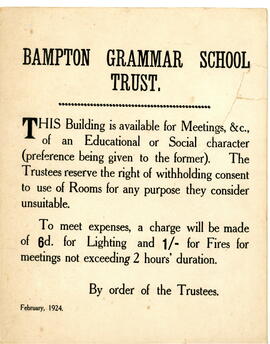 BAMPTON GRAMMAR SCHOOL
TRUST.
THIS Building is available for Meetings, &c.,
of an Educational or Social character
(preference being given to the former). The
Trustees reserve the right of withholding consent
to use of Rooms for any purpose they consider
unsuitable.
To meet expenses, a charge will be made
of 6d. for Lighting and 1/- for Fires for
meetings not exceeding 2 hours' duration.
By order of the Trustees.
February, 1924.